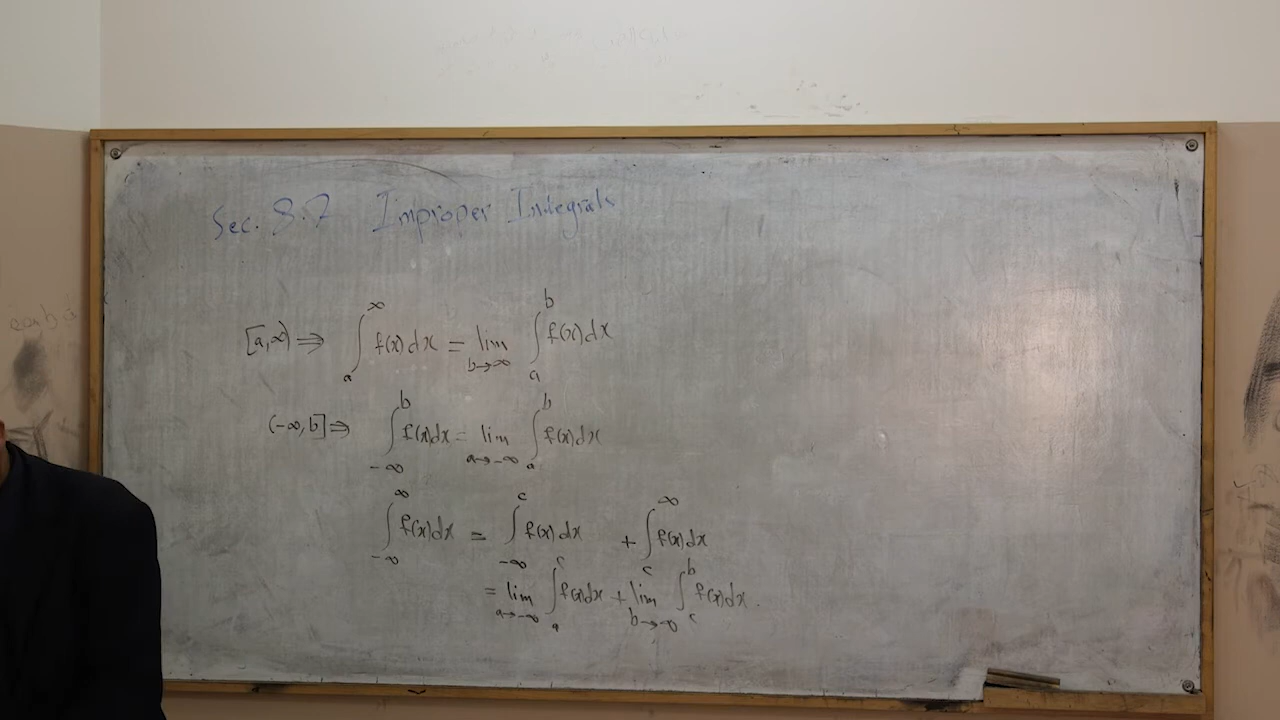 Sec. 8.7 Improper Integrals
[a,∞) ⇒ ∫_a^∞ f(x)dx = lim_{b→∞} ∫_a^b f(x)dx
(-∞,b] ⇒ ∫_{-∞}^b f(x)dx = lim_{a→-∞} ∫_a^b f(x)dx
∫_{-∞}^∞ f(x)dx = ∫_{-∞}^c f(x)dx + ∫_c^∞ f(x)dx
= lim_{a→-∞} ∫_a^c f(x)dx + lim_{b→-∞} ∫_c^b f(x)dx.